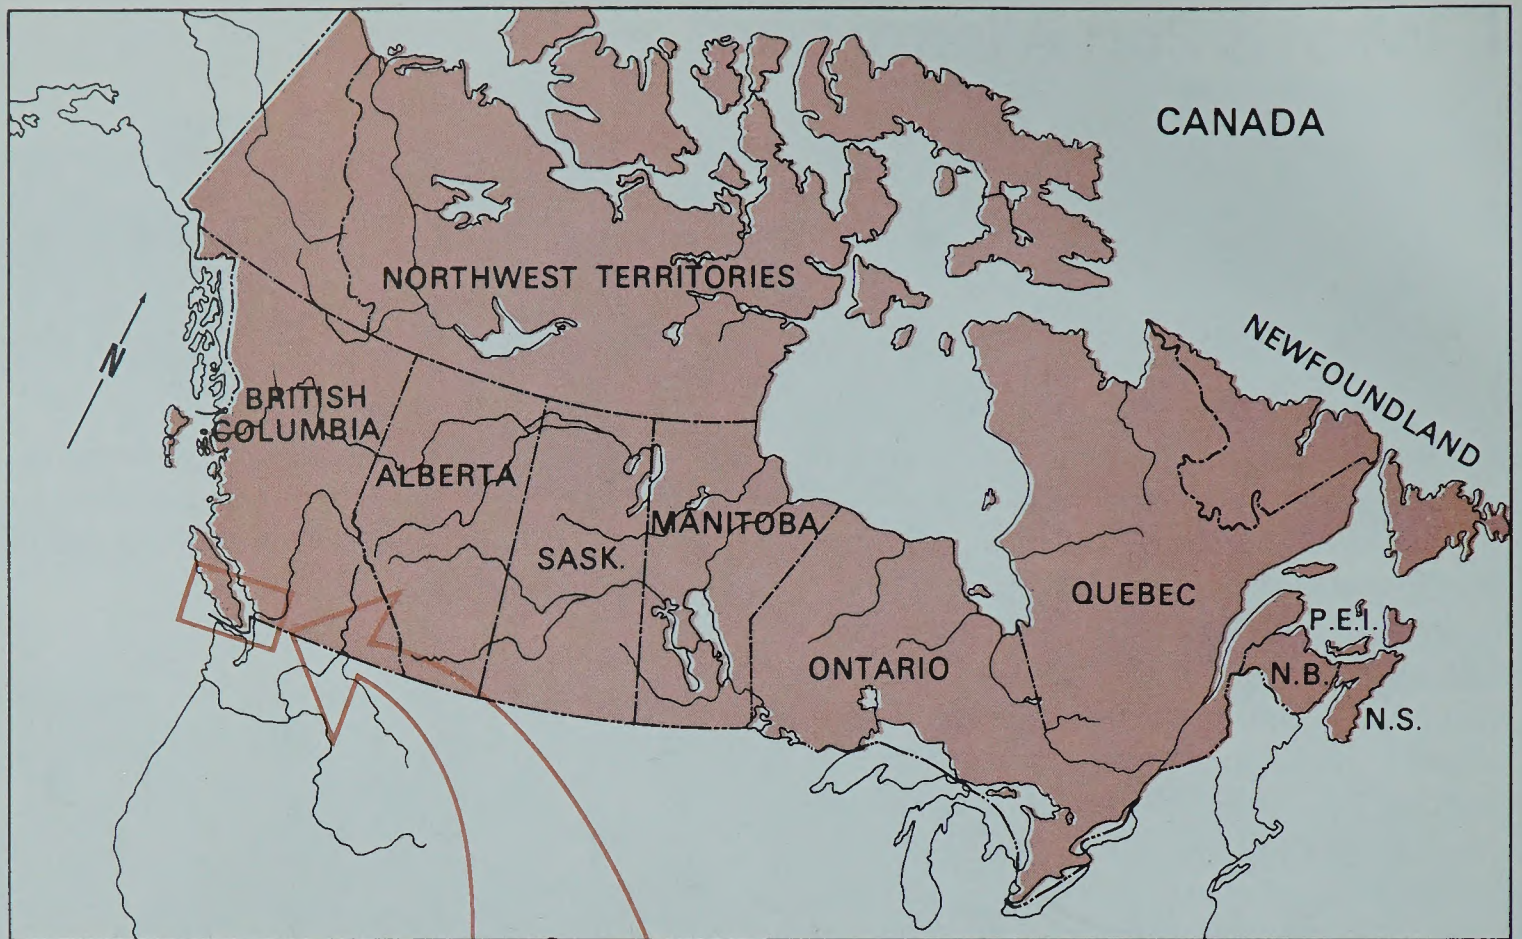 CANADA
NORTHWEST TERRITORIES
N
NEWFOUNDLAND
BRITISH
COLUMBIA
ALBERTA
MANITOBA
SASK.
QUEBEC
P.E.I.
ONTARIO
N.B.
N.S.